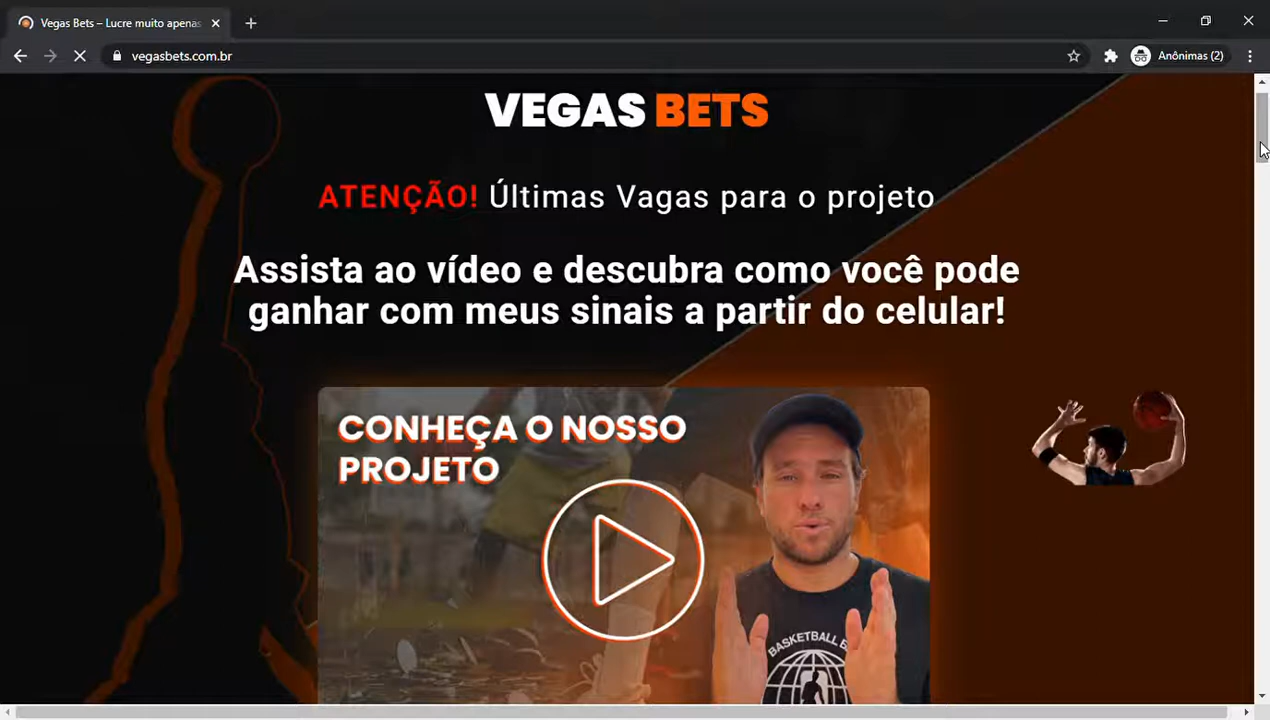 Vegas Bets – Lucre muito apenas
vegasbets.com.br
Anônimas (2)
VEGAS BETS
ATENÇÃO! Últimas Vagas para o projeto
Assista ao vídeo e descubra como você pode
ganhar com meus sinais a partir do celular!
CONHEÇA O NOSSO
PROJETO
BASKETBALL